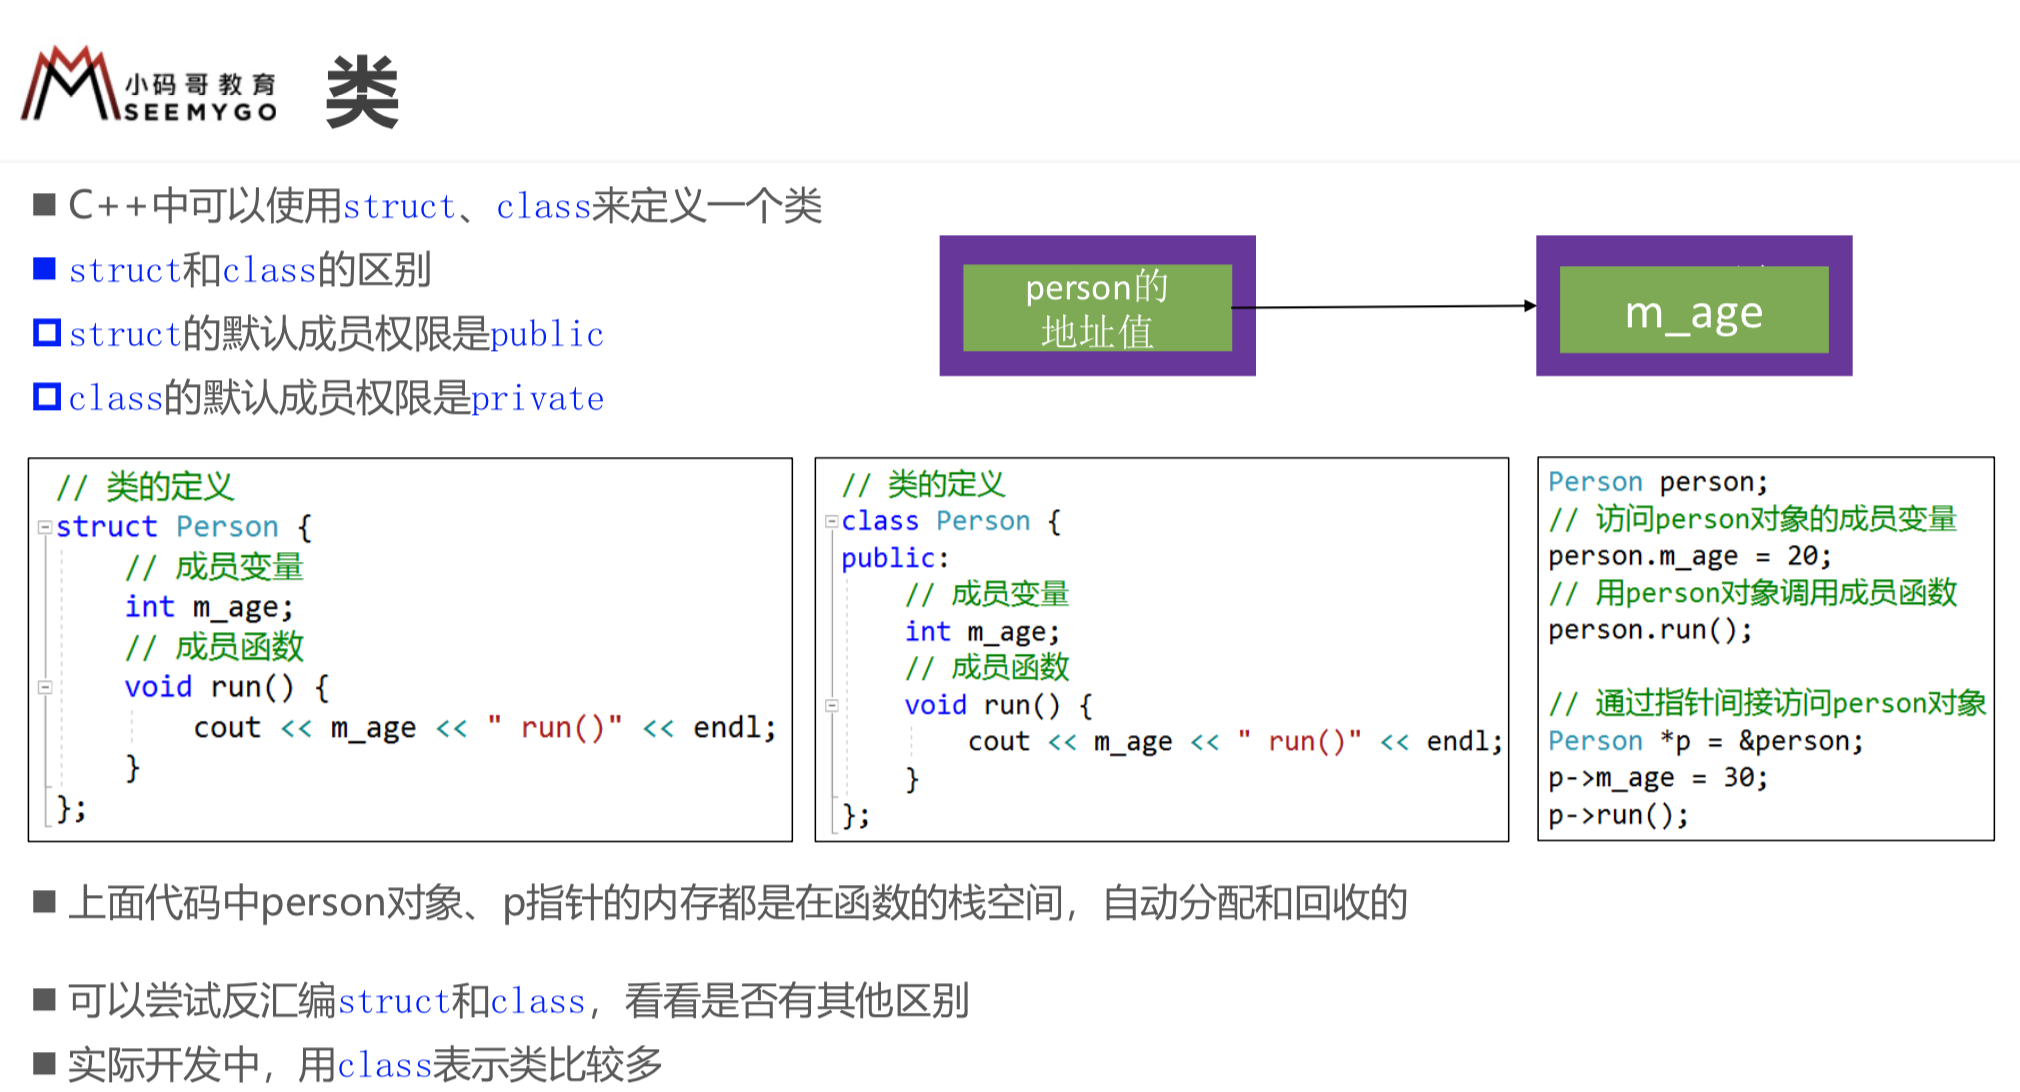 小码哥教育
SEEMYGO
类
C++中可以使用struct、class来定义一个类
struct和class的区别
struct的默认成员权限是public
class的默认成员权限是private
person的
地址值
m_age
// 类的定义
struct Person {
// 成员变量
int m_age;
// 成员函数
void run() {
cout << m_age << " run()" << endl;
}
};
// 类的定义
class Person {
public:
// 成员变量
int m_age;
// 成员函数
void run() {
cout << m_age << " run()" << endl;
}
};
Person person;
// 访问person对象的成员变量
person.m_age = 20;
// 用person对象调用成员函数
person.run();
// 通过指针间接访问person对象
Person *p = &person;
p->m_age = 30;
p->run();
上面代码中person对象、p指针的内存都是在函数的栈空间，自动分配和回收的
可以尝试反汇编struct和class，看看是否有其他区别
实际开发中，用class表示类比较多